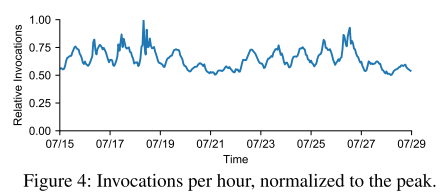 1.00
0.75
0.50
0.25
0.00
Relative Invocations
07/15 07/17 07/19 07/21 07/23 07/25 07/27 07/29
Time
Figure 4: Invocations per hour, normalized to the peak.